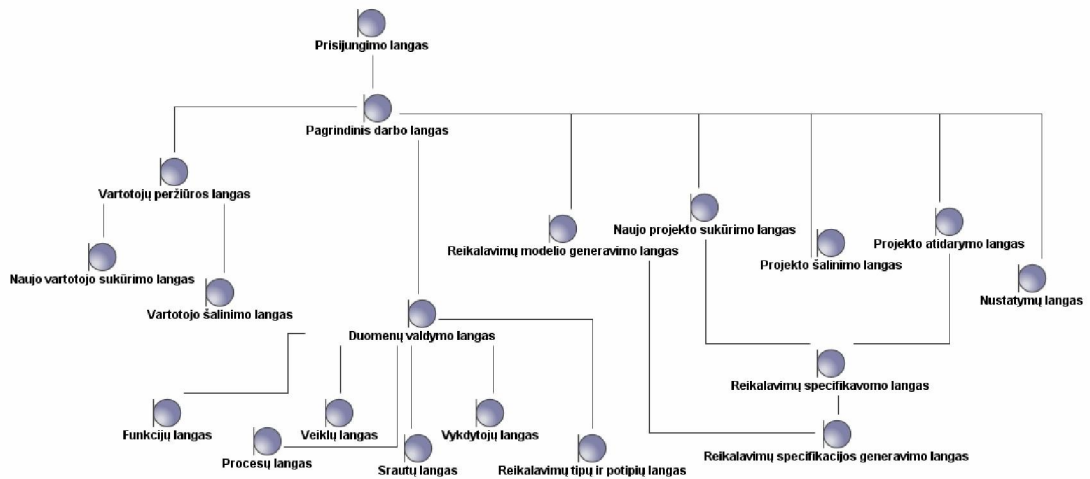 Prisijungimo langas
Pagrindinis darbo langas
Vartotojų peržiūros langas
Naujo projekto sukūrimo langas
Projekto atidarymo langas
Reikalavimų modelio generavimo langas
Projekto šalinimo langas
Naujo vartotojo sukūrimo langas
Nustatymų langas
Vartotojo šalinimo langas
Duomenų valdymo langas
Reikalavimų specifikavomo langas
Funkcijų langas
Veiklų langas
Vykdytojų langas
Reikalavimų specifikacijos generavimo langas
Procesų langas
Srautų langas
Reikalavimų tipų ir potipių langas